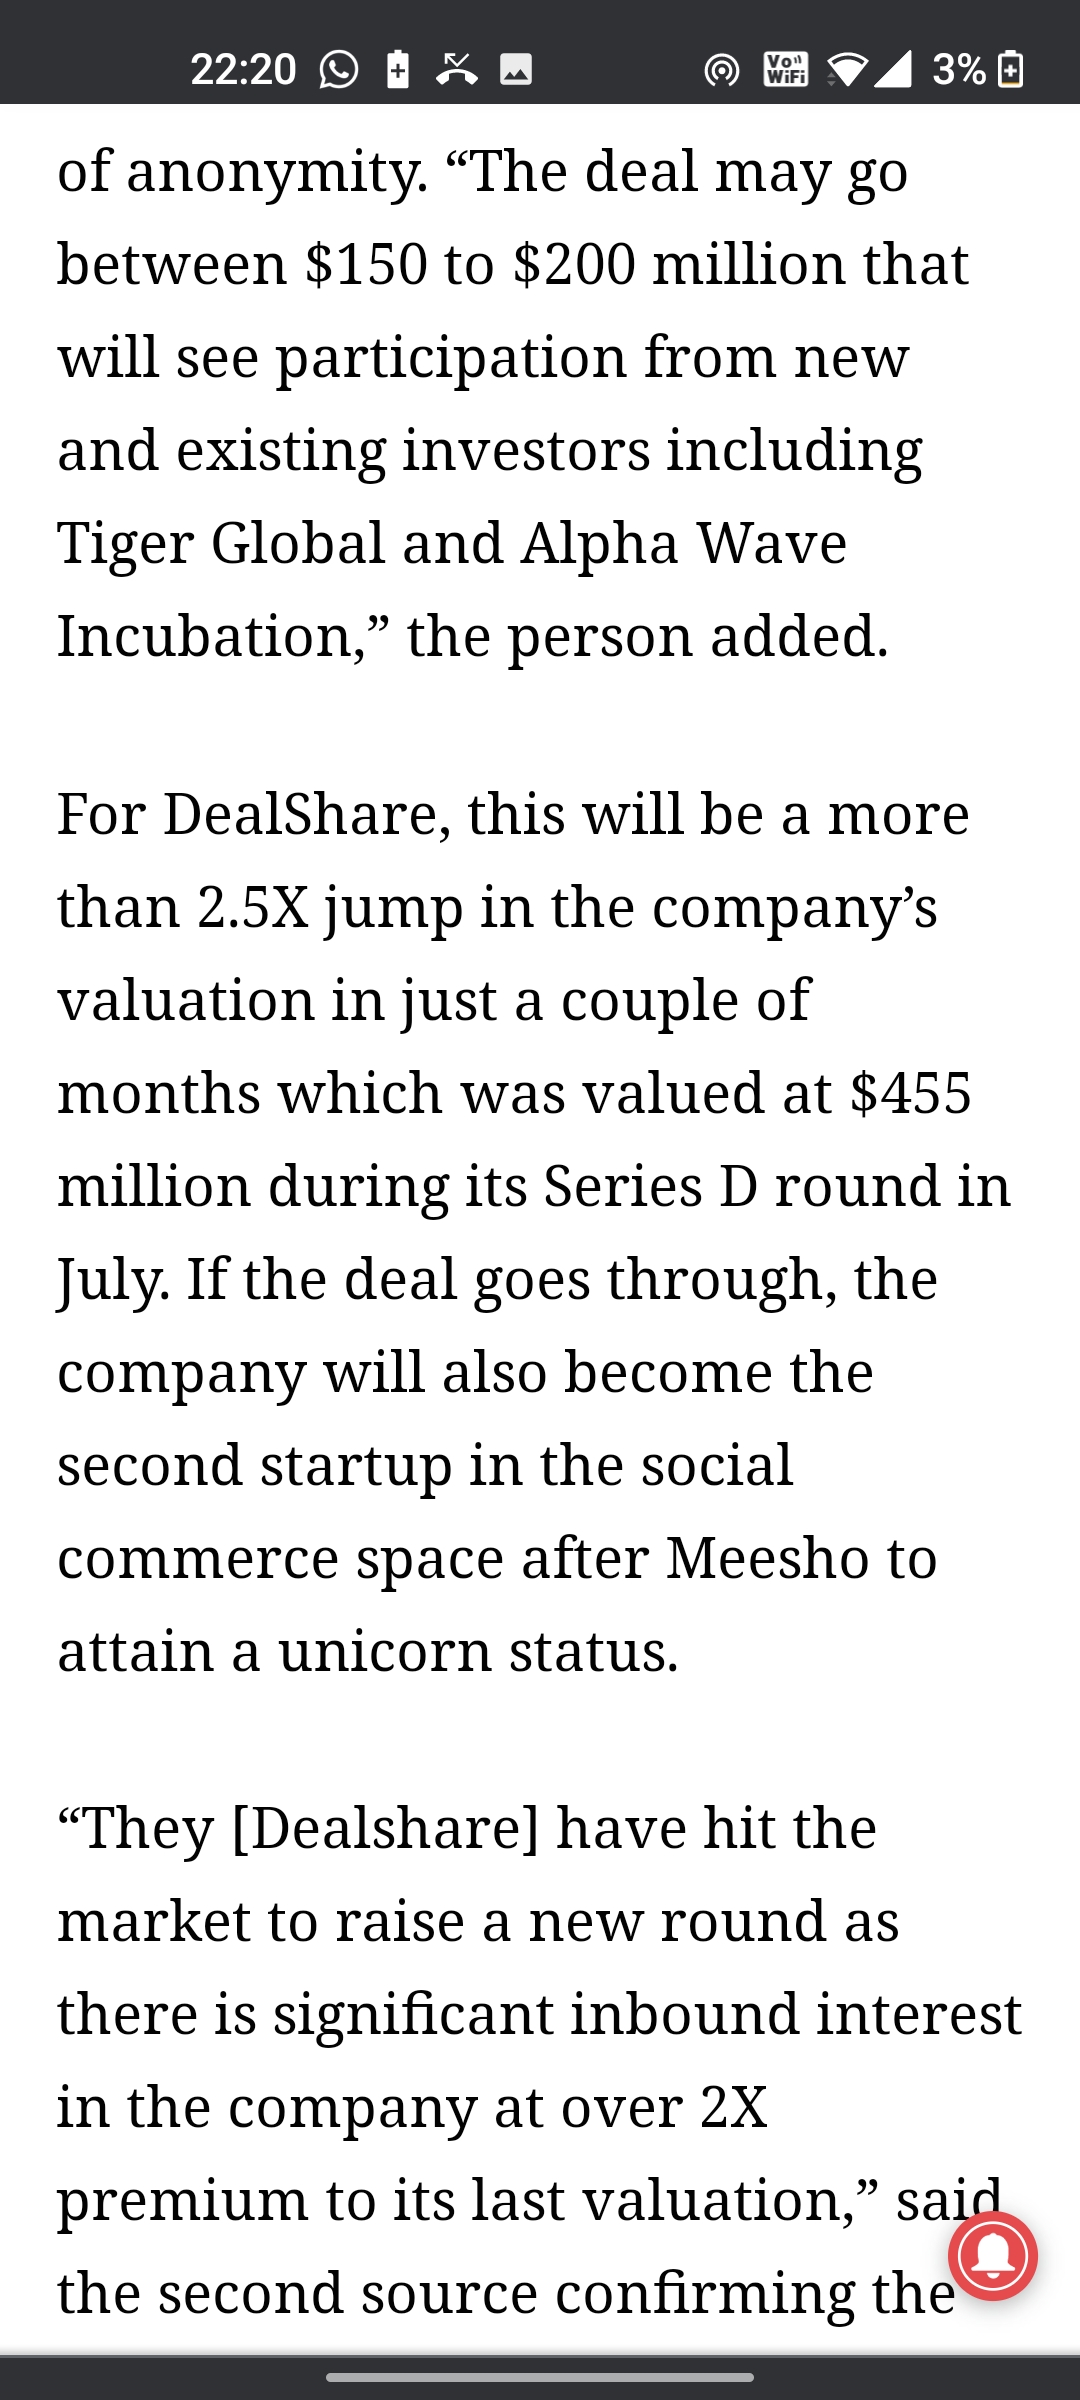 22:20 Vo)) WiFi 3%
of anonymity. “The deal may go
between $150 to $200 million that
will see participation from new
and existing investors including
Tiger Global and Alpha Wave
Incubation,” the person added.
For DealShare, this will be a more
than 2.5X jump in the company’s
valuation in just a couple of
months which was valued at $455
million during its Series D round in
July. If the deal goes through, the
company will also become the
second startup in the social
commerce space after Meesho to
attain a unicorn status.
“They [Dealshare] have hit the
market to raise a new round as
there is significant inbound interest
in the company at over 2X
premium to its last valuation,” said
the second source confirming the